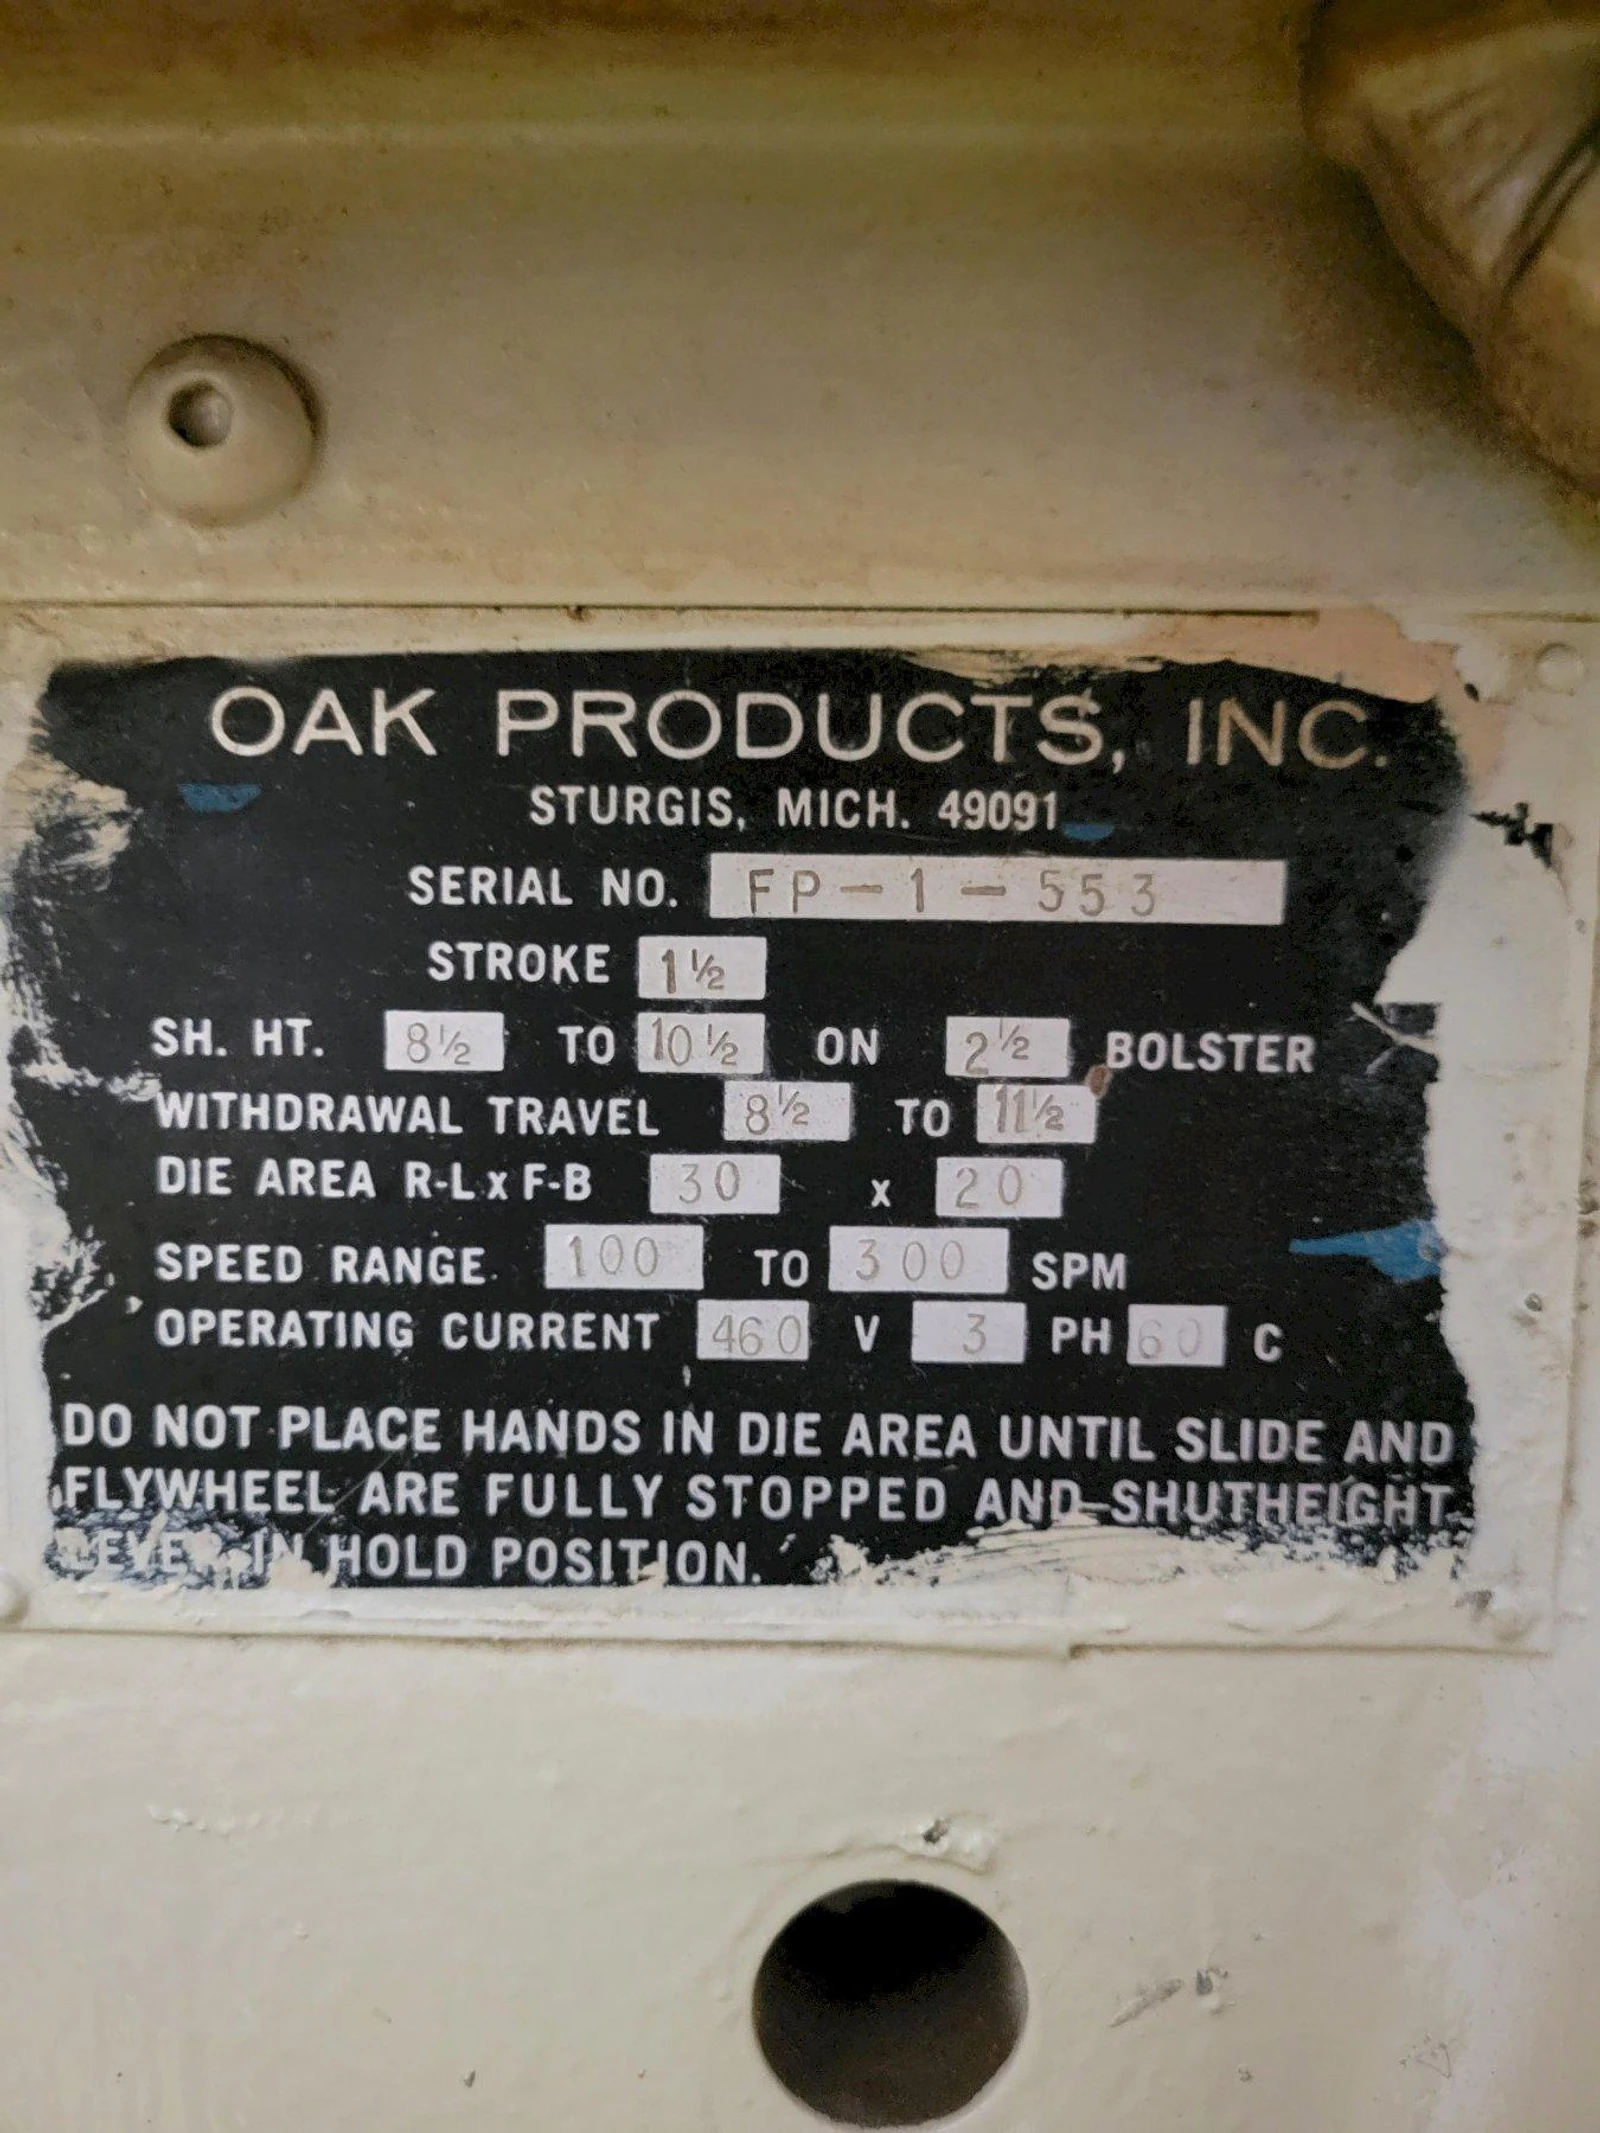 OAK PRODUCTS, INC.
STURGIS, MICH. 49091
SERIAL NO. FP-1-553
STROKE 1½
SH. HT. 8½ TO 10½ ON 2½ BOLSTER
WITHDRAWAL TRAVEL 8½ TO 11½
DIE AREA R-L x F-B 30 x 20
SPEED RANGE 100 TO 300 SPM
OPERATING CURRENT 460 V 3 PH 60 C
DO NOT PLACE HANDS IN DIE AREA UNTIL SLIDE AND
FLYWHEEL ARE FULLY STOPPED AND SHUTHEIGHT
LEVER IN HOLD POSITION.